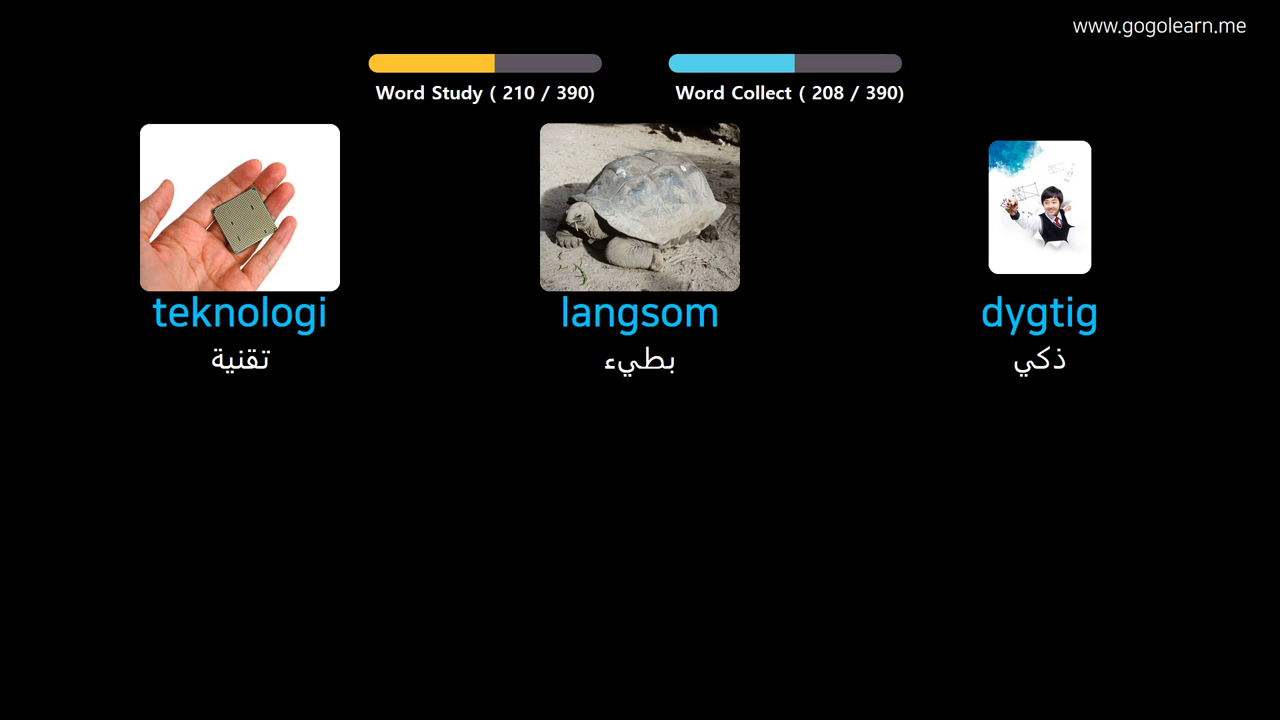 www.gogolearn.me
Word Study ( 210 / 390)
Word Collect ( 208 / 390)
teknologi
langsom
dygtig
تقنية
بطيء
ذكي